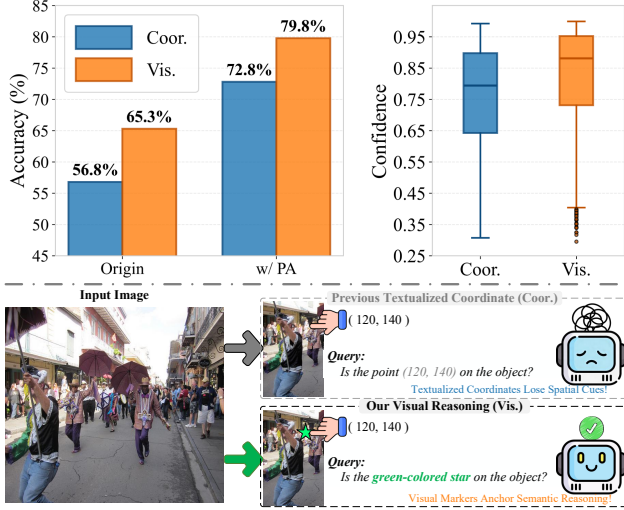 85
80
75
70
65
60
55
50
45
Accuracy (%)
Coor.
Vis.
56.8%
65.3%
72.8%
79.8%
Origin
w/ PA
0.95
0.85
0.75
0.65
0.55
0.45
0.35
0.25
Confidence
Coor.
Vis.
Input Image
Previous Textualized Coordinate (Coor.)
( 120, 140 )
Query:
Is the point (120, 140) on the object?
Textualized Coordinates Lose Spatial Cues!
Our Visual Reasoning (Vis.)
( 120, 140 )
Query:
Is the green-colored star on the object?
Visual Markers Anchor Semantic Reasoning!